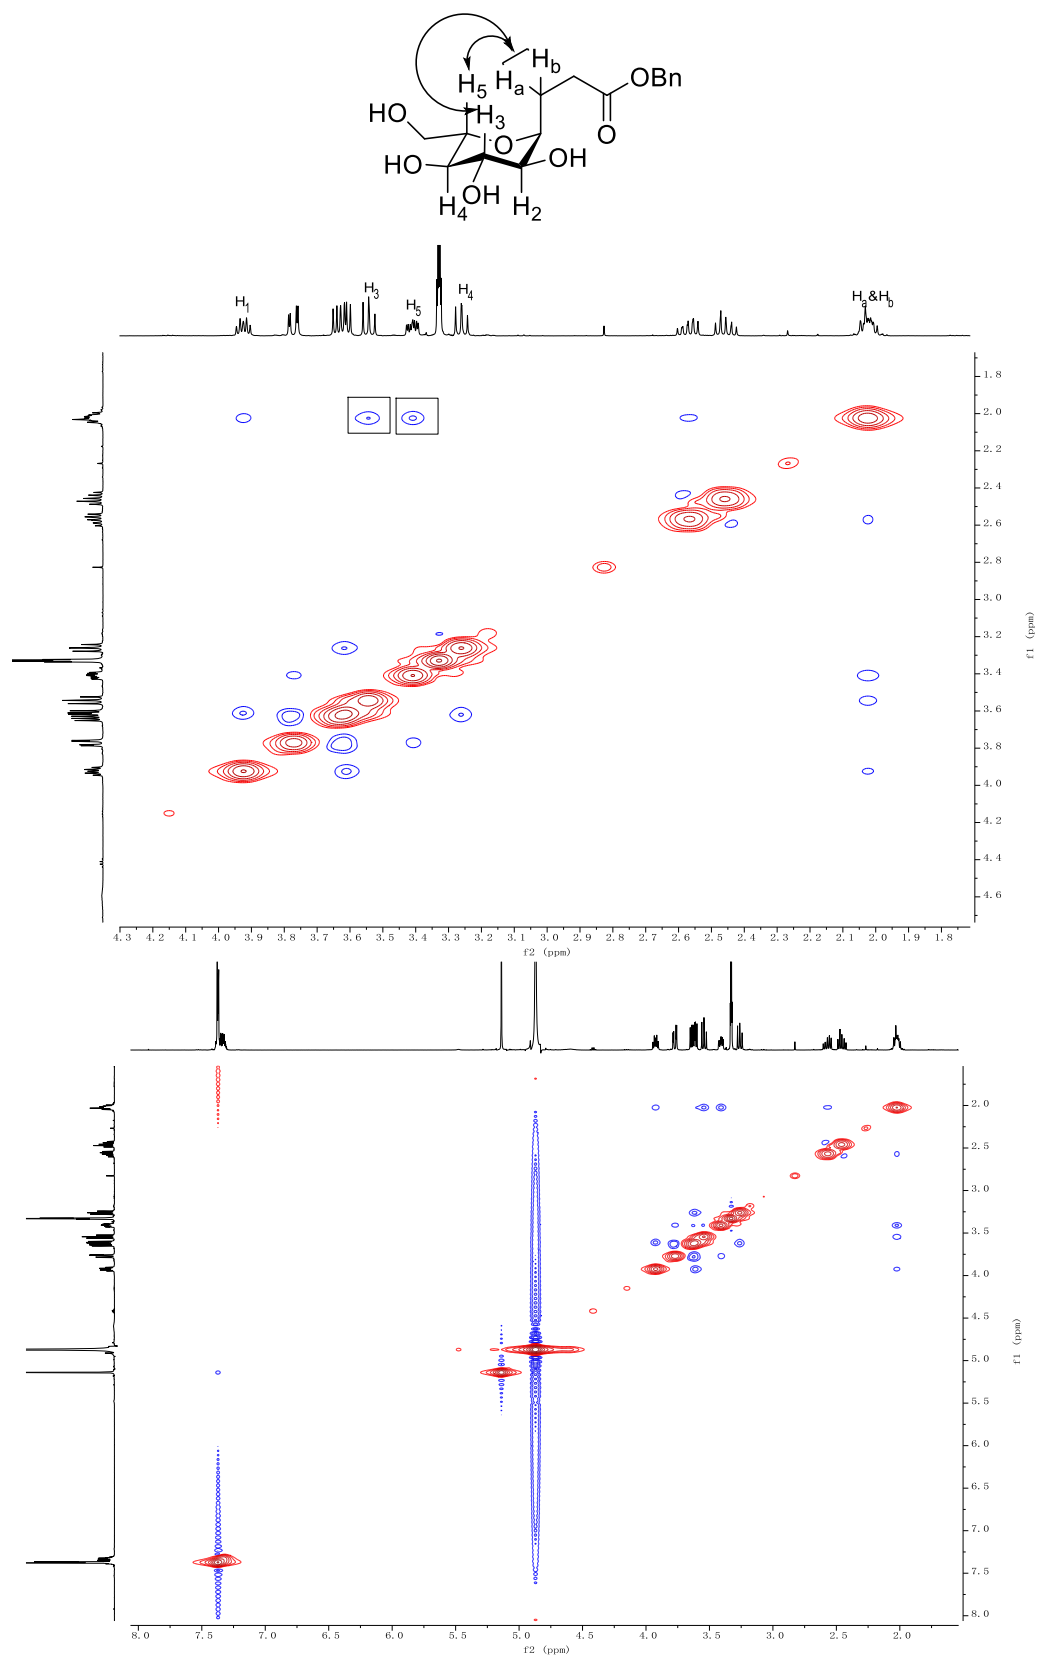 H5
Hb
Ha
OBn
HO
H3
O
O
HO
OH
OH
H4
H2
H1
H3
H5
H4
Ha&Hb
1.8
2.0
2.2
2.4
2.6
2.8
3.0
3.2
3.4
3.6
3.8
4.0
4.2
4.4
4.6
f1 (ppm)
4.3 4.2 4.1 4.0 3.9 3.8 3.7 3.6 3.5 3.4 3.3 3.2 3.1 3.0 2.9 2.8 2.7 2.6 2.5 2.4 2.3 2.2 2.1 2.0 1.9 1.8
f2 (ppm)
2.0
2.5
3.0
3.5
4.0
4.5
5.0
5.5
6.0
6.5
7.0
7.5
8.0
f1 (ppm)
8.0 7.5 7.0 6.5 6.0 5.5 5.0 4.5 4.0 3.5 3.0 2.5 2.0
f2 (ppm)